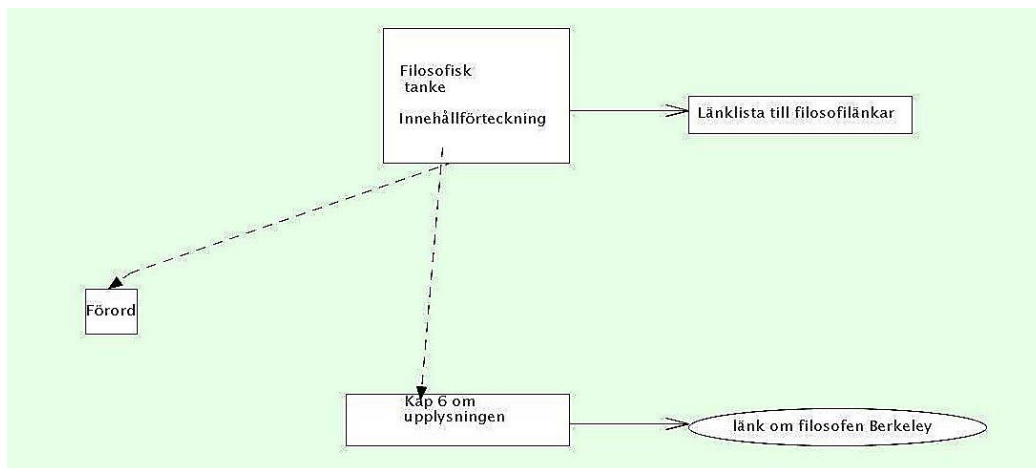 Filosofisk
tanke
Innehållförteckning
Länklista till filosofilänkar
Förord
Kap 6 om
upplysningen
länk om filosofen Berkeley